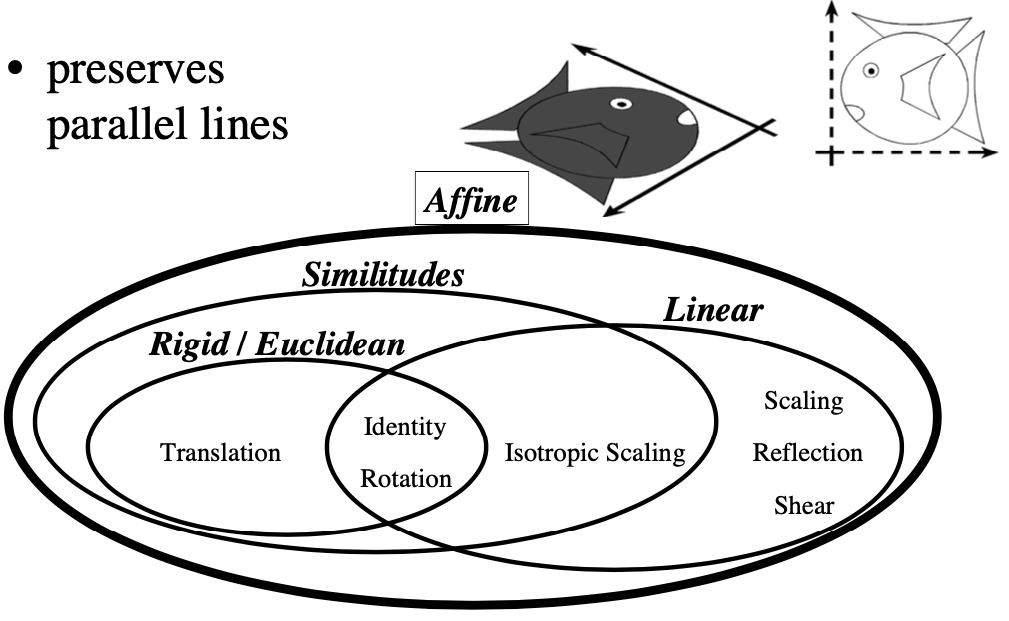 • preserves
parallel lines
Affine
Similitudes
Linear
Rigid / Euclidean
Scaling
Identity
Translation
Isotropic Scaling
Reflection
Rotation
Shear